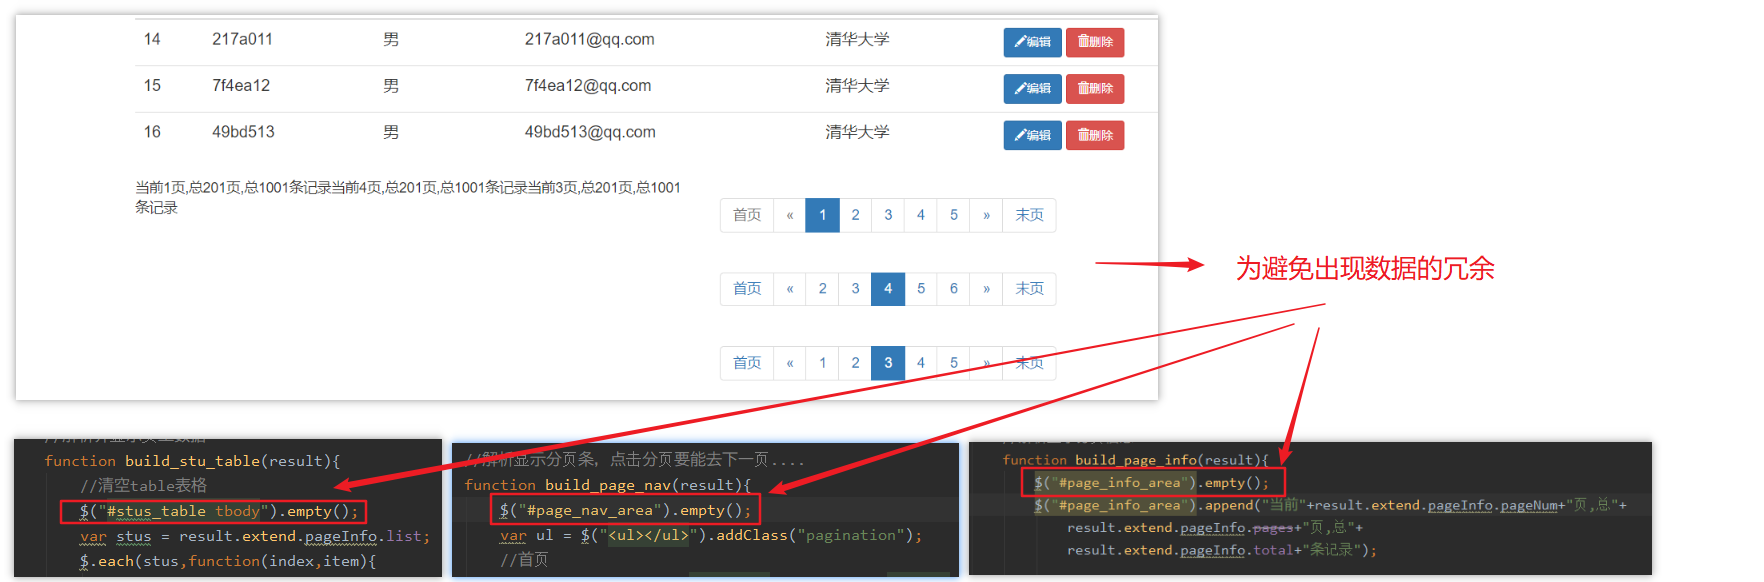 14 217a011 男 217a011@qq.com 清华大学 编辑 删除
15 7f4ea12 男 7f4ea12@qq.com 清华大学 编辑 删除
16 49bd513 男 49bd513@qq.com 清华大学 编辑 删除
当前1页,总201页,总1001条记录当前4页,总201页,总1001条记录当前3页,总201页,总1001
条记录
首页 « 1 2 3 4 5 » 末页
首页 « 2 3 4 5 6 » 末页
首页 « 1 2 3 4 5 » 末页
为避免出现数据的冗余
function build_stu_table(result){
//清空table表格
$("#stus_table tbody").empty();
var stus = result.extend.pageInfo.list;
$.each(stus,function(index,item){
//解析显示分页条，点击分页要能去下一页....
function build_page_nav(result){
$("#page_nav_area").empty();
var ul = $("<ul></ul>").addClass("pagination");
//首页
function build_page_info(result){
$("#page_info_area").empty();
$("#page_info_area").append("当前"+result.extend.pageInfo.pageNum+"页,总"+
result.extend.pageInfo.pages+"页,总"+
result.extend.pageInfo.total+"条记录");